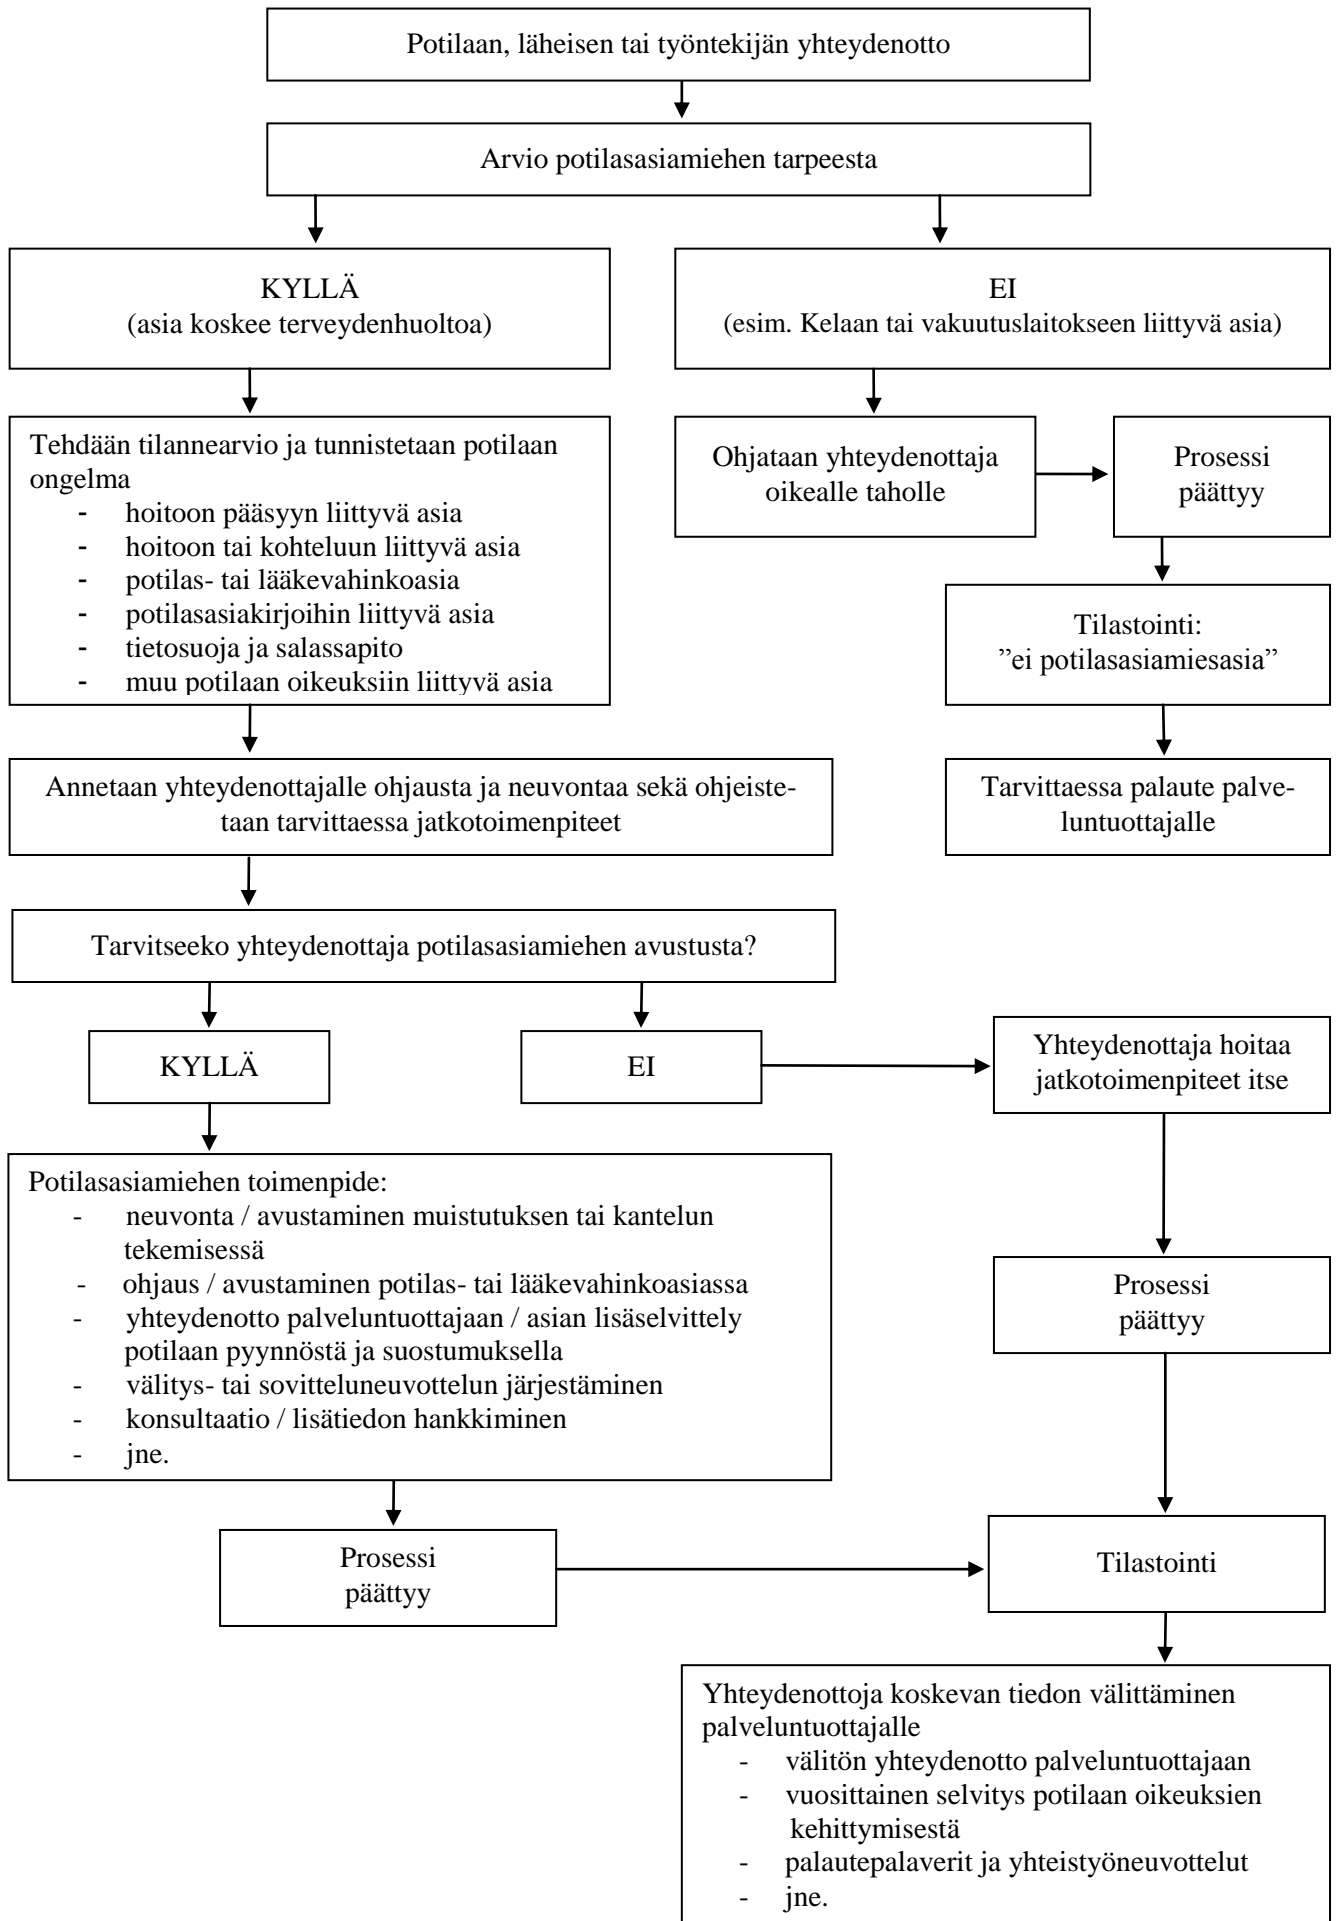 Potilaan, läheisen tai työntekijän yhteydenotto
Arvio potilasasiamiehen tarpeesta
KYLLÄ
(asia koskee terveydenhuoltoa)
EI
(esim. Kelaan tai vakuutuslaitokseen liittyvä asia)
Tehdään tilannearvio ja tunnistetaan potilaan
ongelma
- hoitoon pääsyyn liittyvä asia
- hoitoon tai kohteluun liittyvä asia
- potilas- tai lääkevahinkoasia
- potilasasiakirjoihin liittyvä asia
- tietosuoja ja salassapito
- muu potilaan oikeuksiin liittyvä asia
Ohjataan yhteydenottaja
oikealle taholle
Prosessi
päättyy
Tilastointi:
”ei potilasasiamiesasia”
Tarvittaessa palaute palve-
luntuottajalle
Annetaan yhteydenottajalle ohjausta ja neuvontaa sekä ohjeiste-
taan tarvittaessa jatkotoimenpiteet
Tarvitseeko yhteydenottaja potilasasiamiehen avustusta?
KYLLÄ
EI
Yhteydenottaja hoitaa
jatkotoimenpiteet itse
Potilasasiamiehen toimenpide:
- neuvonta / avustaminen muistutuksen tai kantelun
tekemisessä
- ohjaus / avustaminen potilas- tai lääkevahinkoasiassa
- yhteydenotto palveluntuottajaan / asian lisäselvittely
potilaan pyynnöstä ja suostumuksella
- välitys- tai sovitteluneuvottelun järjestäminen
- konsultaatio / lisätiedon hankkiminen
- jne.
Prosessi
päättyy
Prosessi
päättyy
Tilastointi
Yhteydenottoja koskevan tiedon välittäminen
palveluntuottajalle
- välitön yhteydenotto palveluntuottajaan
- vuosittainen selvitys potilaan oikeuksien
kehittymisestä
- palautepalaverit ja yhteistyöneuvottelut
- jne.